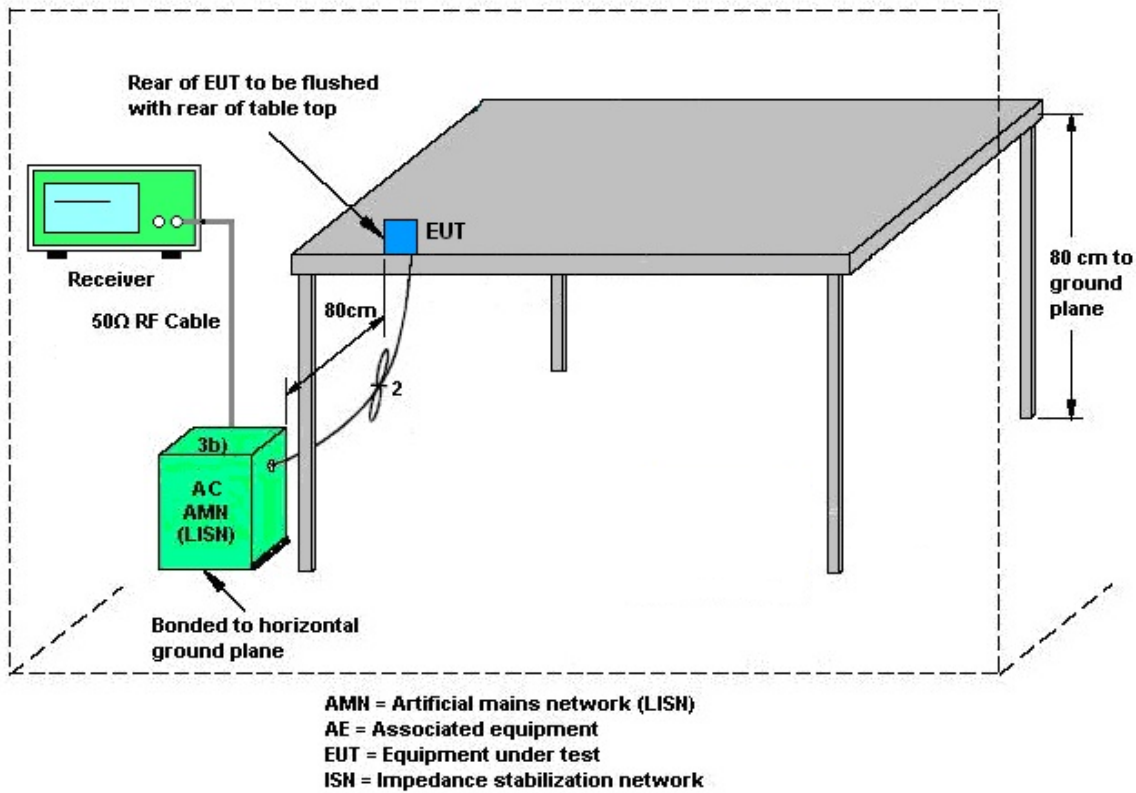 Rear of EUT to be flushed
with rear of table top
EUT
Receiver
80cm
80 cm to
ground
plane
50Ω RF Cable
2
3b)
AC
AMN
(LISN)
Bonded to horizontal
ground plane
AMN = Artificial mains network (LISN)
AE = Associated equipment
EUT = Equipment under test
ISN = Impedance stabilization network